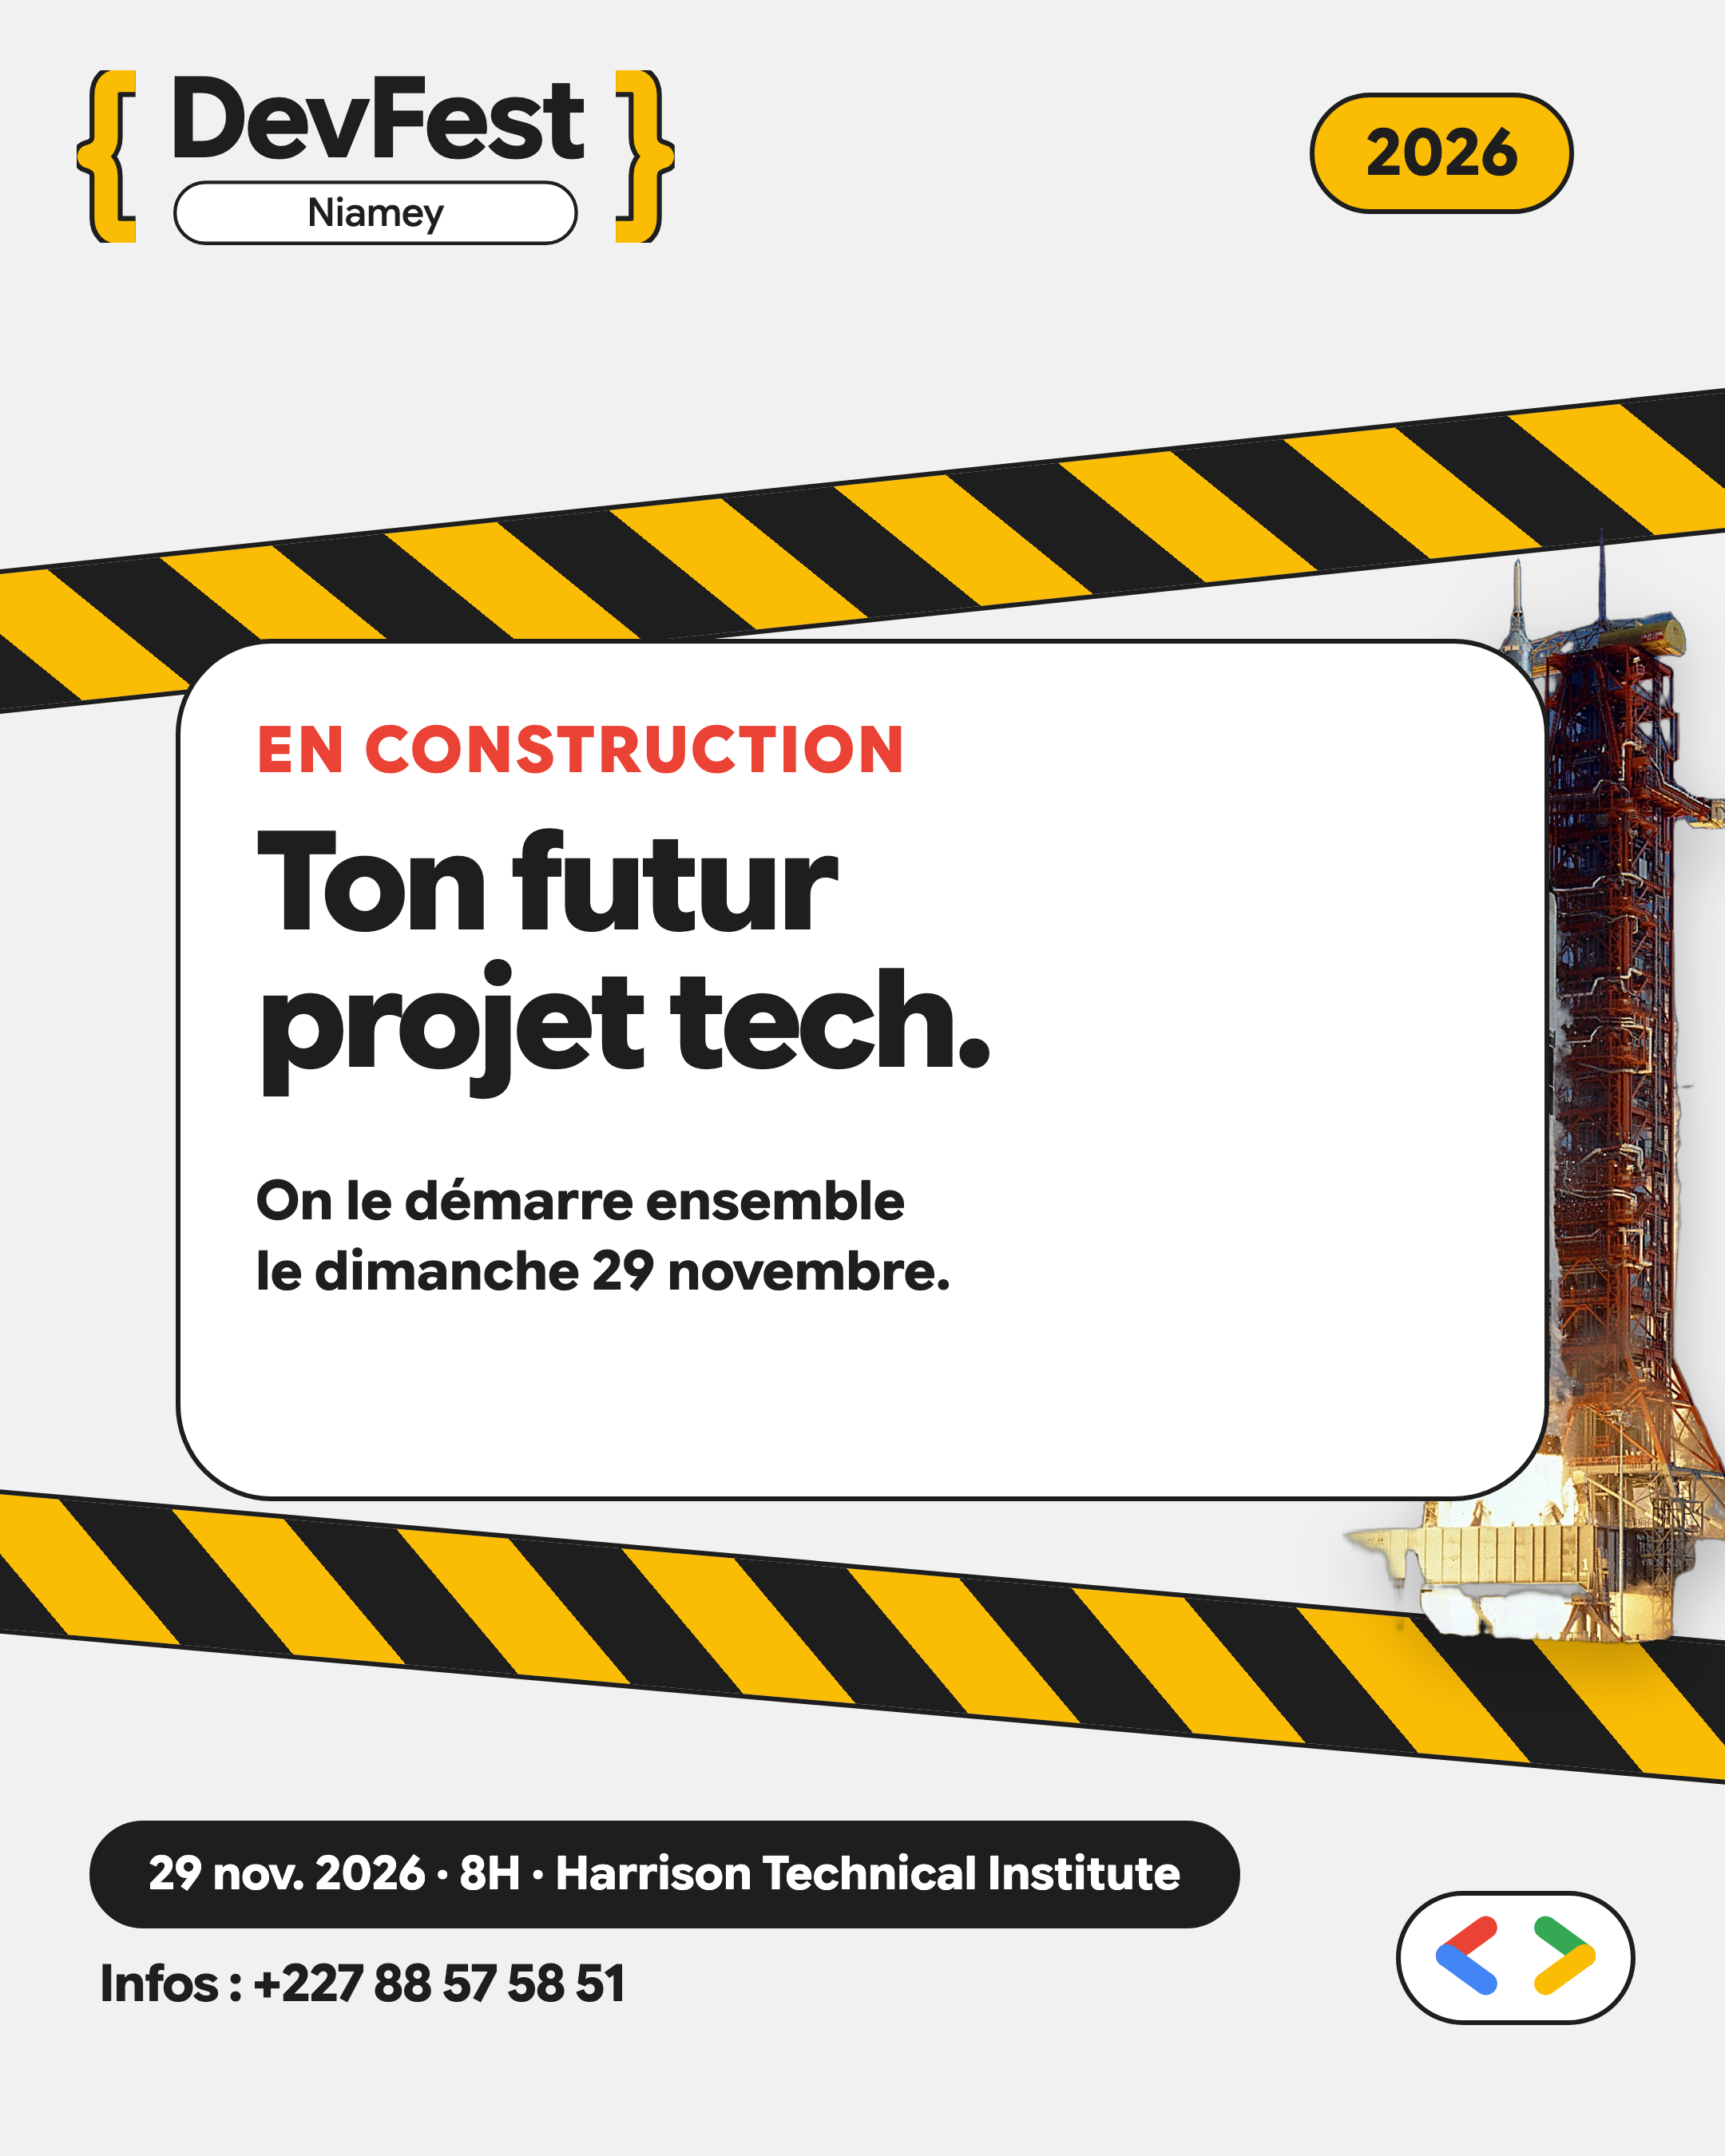 DevFest
Niamey
2026
EN CONSTRUCTION
Ton futur
projet tech.
On le démarre ensemble
le dimanche 29 novembre.
29 nov. 2026 · 8H · Harrison Technical Institute
Infos : +227 88 57 58 51